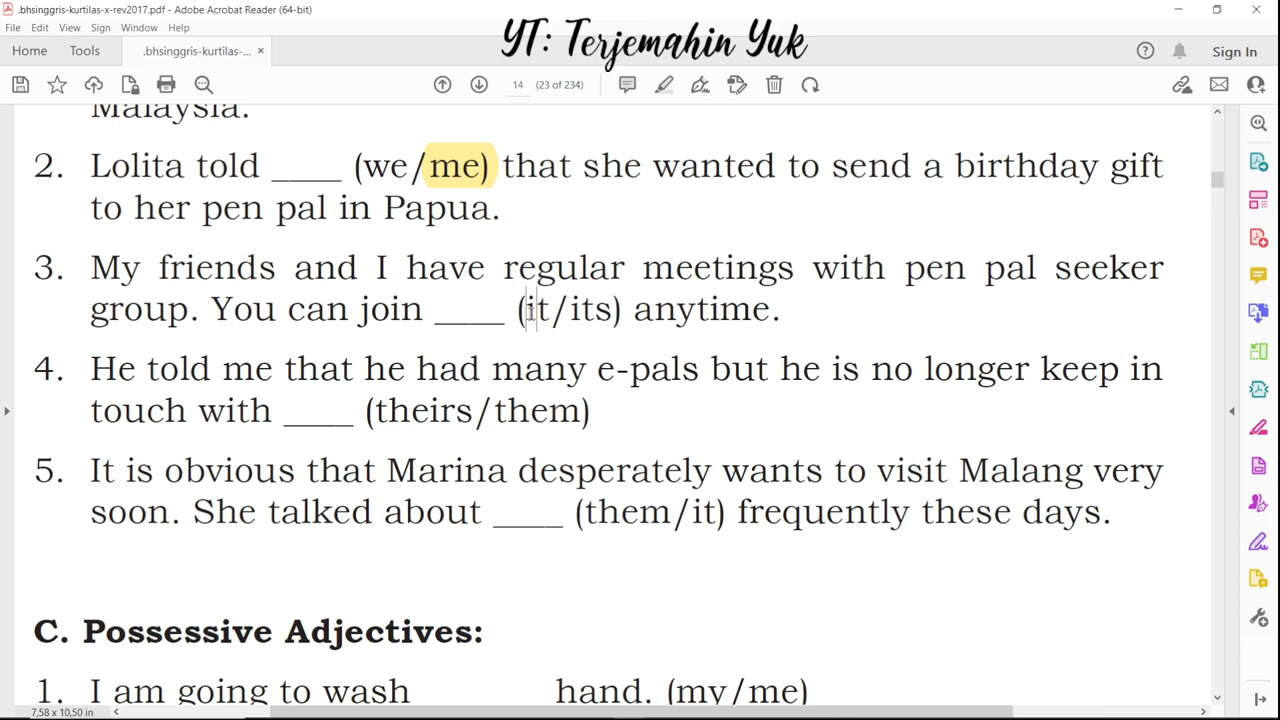 .bhsinggris-kurtilas-x-rev2017.pdf - Adobe Acrobat Reader (64-bit)
YT: Terjemahin Yuk
File Edit View Sign Window Help
Home Tools .bhsinggris-kurtilas-... × Sign In
14 (23 of 234)
Malaysia.
2. Lolita told ____ (we/me) that she wanted to send a birthday gift
to her pen pal in Papua.
3. My friends and I have regular meetings with pen pal seeker
group. You can join ____ (it/its) anytime.
4. He told me that he had many e-pals but he is no longer keep in
touch with ____ (theirs/them)
5. It is obvious that Marina desperately wants to visit Malang very
soon. She talked about ____ (them/it) frequently these days.
C. Possessive Adjectives:
1. I am going to wash hand. (my/me)
7,58 x 10,50 in